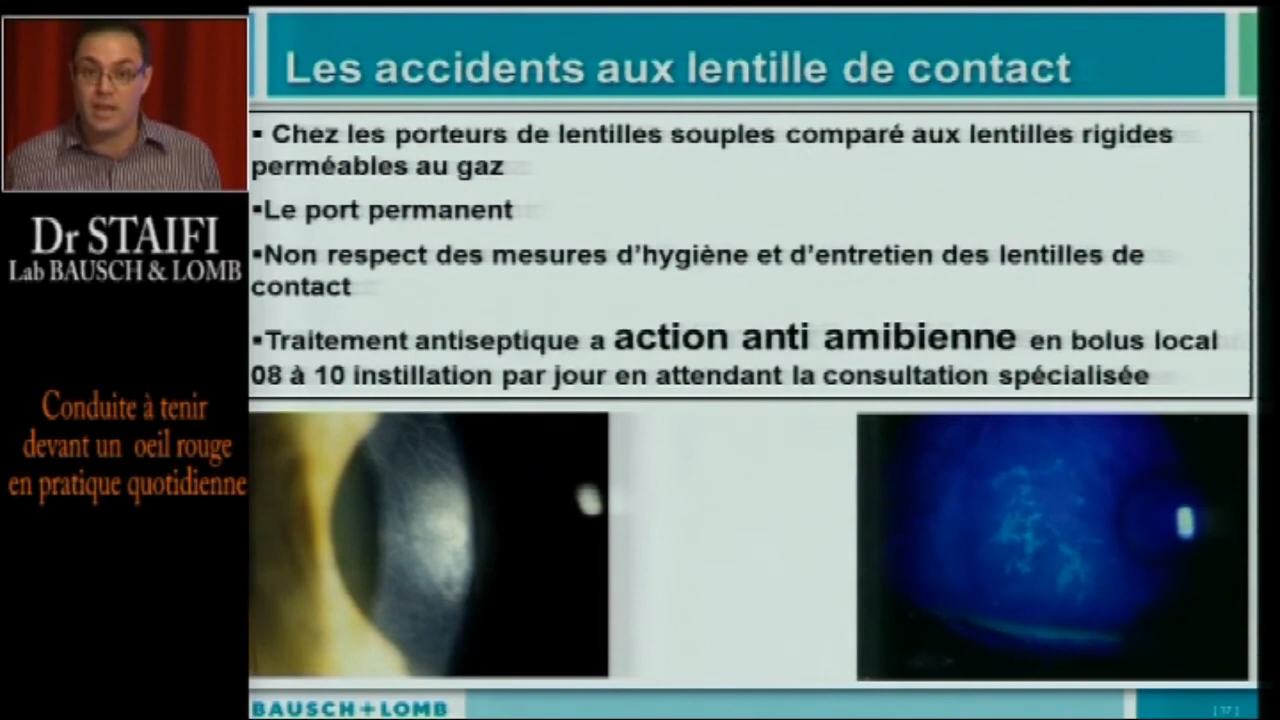 Les accidents aux lentille de contact
▪ Chez les porteurs de lentilles souples comparé aux lentilles rigides
perméables au gaz
▪Le port permanent
▪Non respect des mesures d’hygiène et d’entretien des lentilles de
contact
▪Traitement antiseptique a action anti amibienne en bolus local
08 à 10 instillation par jour en attendant la consultation spécialisée
Dr STAIFI
Lab BAUSCH & LOMB
Conduite à tenir
devant un oeil rouge
en pratique quotidienne
BAUSCH+LOMB